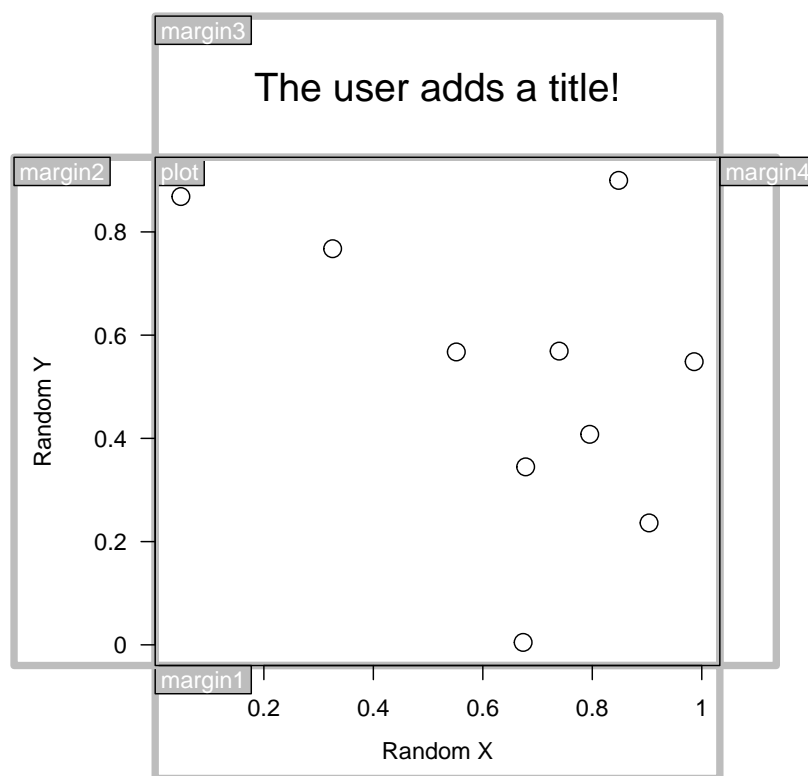 margin3
The user adds a title!
margin2
plot
margin4
0.8
0.6
0.4
0.2
0
Random Y
margin1
0.2 0.4 0.6 0.8 1
Random X